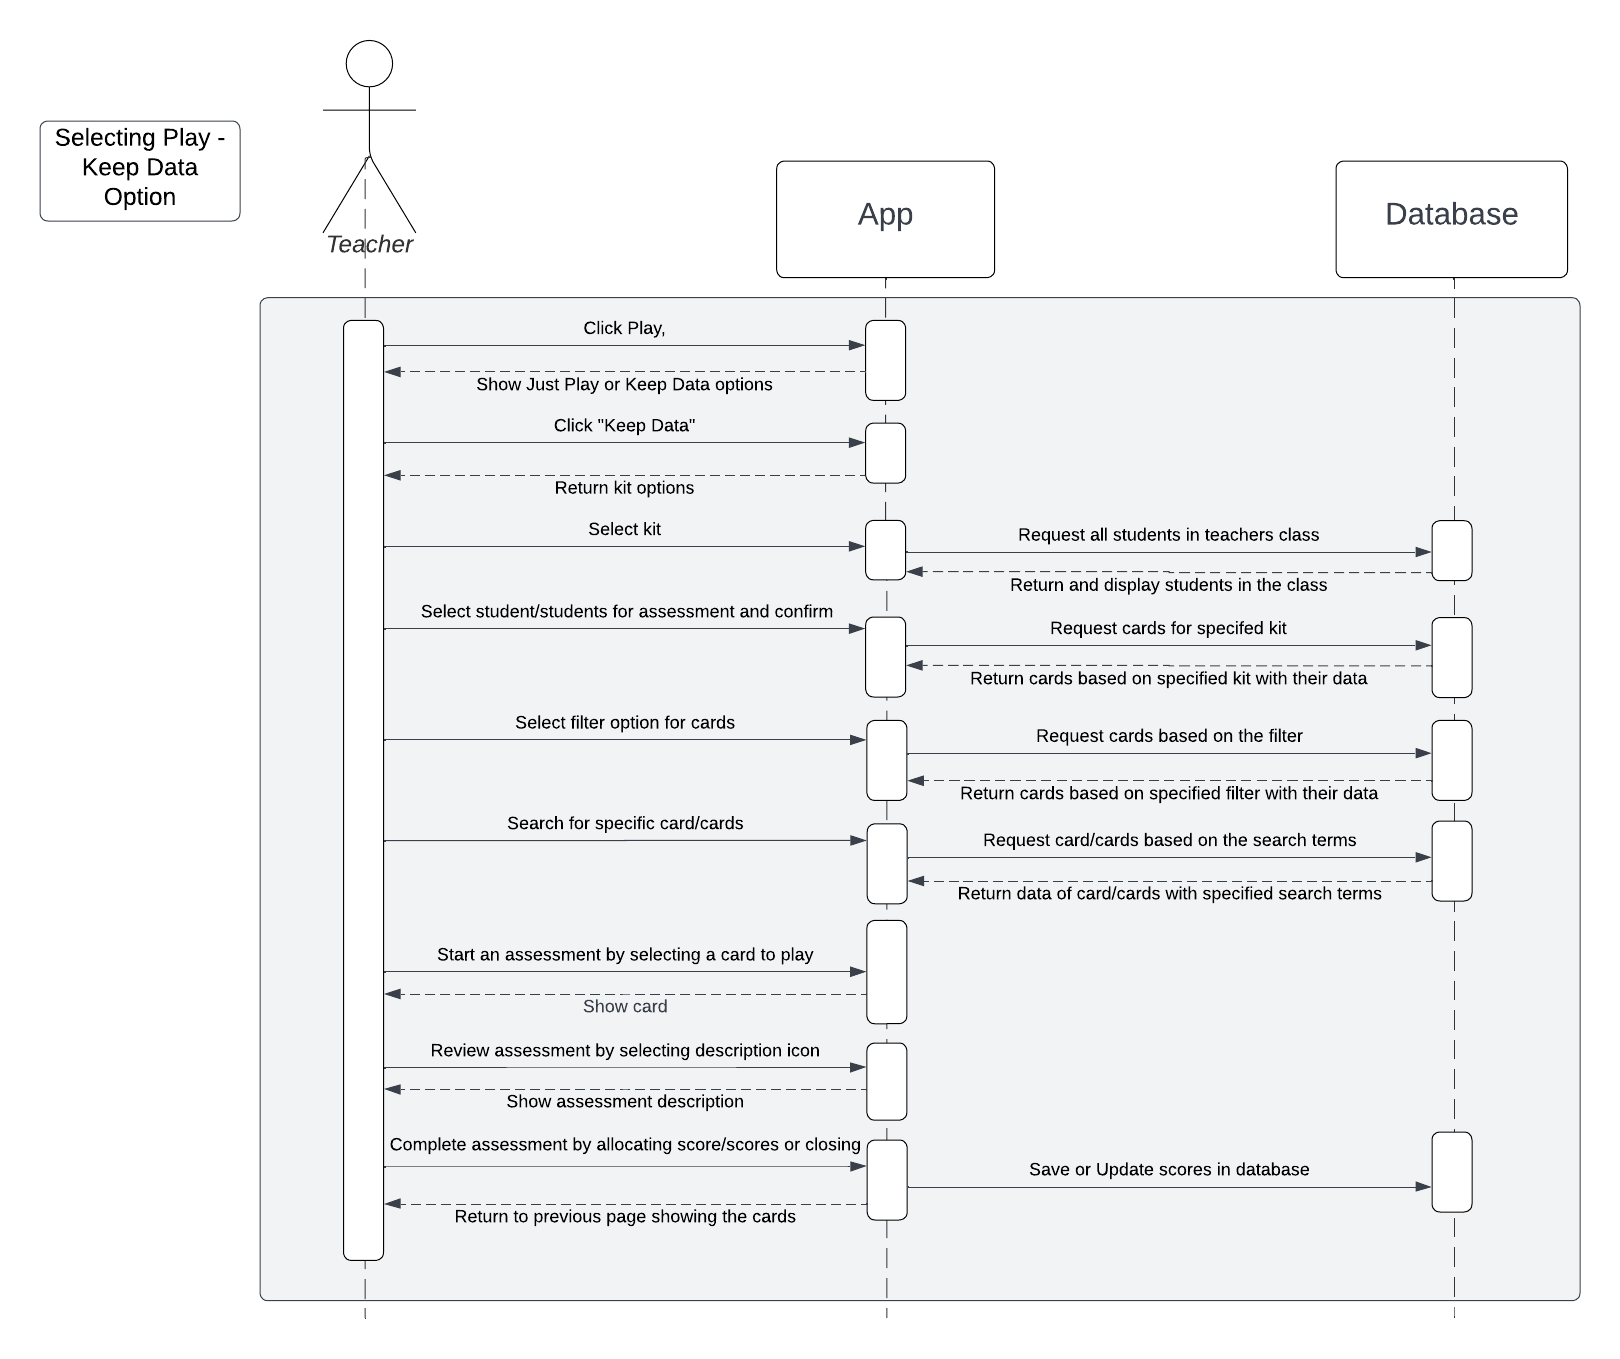 Selecting Play -
Keep Data
Option
Teacher
App
Database
Click Play,
Show Just Play or Keep Data options
Click "Keep Data"
Return kit options
Select kit
Request all students in teachers class
Return and display students in the class
Select student/students for assessment and confirm
Request cards for specifed kit
Return cards based on specified kit with their data
Select filter option for cards
Request cards based on the filter
Return cards based on specified filter with their data
Search for specific card/cards
Request card/cards based on the search terms
Return data of card/cards with specified search terms
Start an assessment by selecting a card to play
Show card
Review assessment by selecting description icon
Show assessment description
Complete assessment by allocating score/scores or closing
Save or Update scores in database
Return to previous page showing the cards